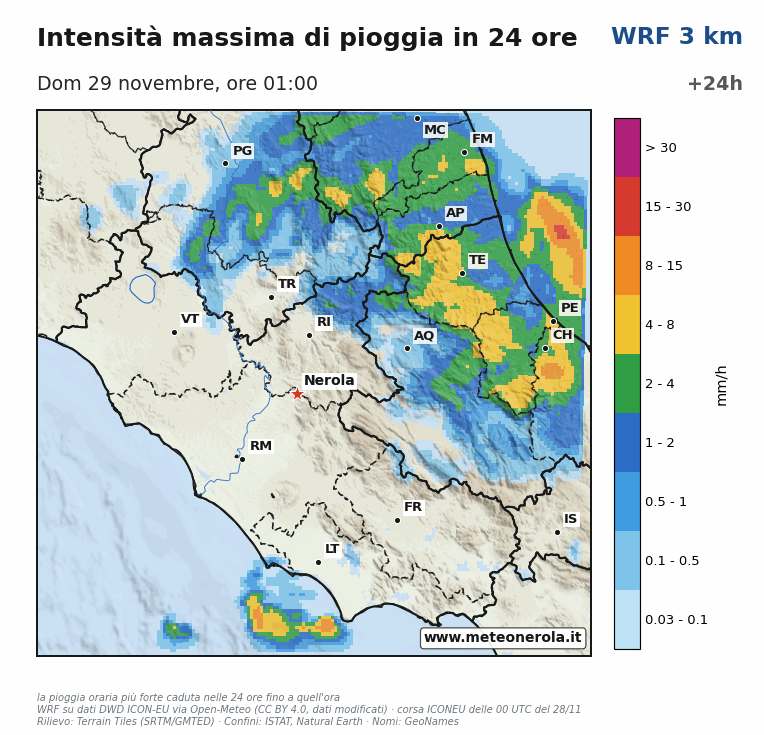 Intensità massima di pioggia in 24 ore
WRF 3 km
Dom 29 novembre, ore 01:00
+24h
MC
FM
PG
AP
TE
TR
PE
VT
RI
AQ
CH
Nerola
RM
FR
IS
LT
www.meteonerola.it
> 30
15 - 30
8 - 15
4 - 8
2 - 4
1 - 2
0.5 - 1
0.1 - 0.5
0.03 - 0.1
mm/h
la pioggia oraria più forte caduta nelle 24 ore fino a quell'ora
WRF su dati DWD ICON-EU via Open-Meteo (CC BY 4.0, dati modificati) · corsa ICONEU delle 00 UTC del 28/11
Rilievo: Terrain Tiles (SRTM/GMTED) · Confini: ISTAT, Natural Earth · Nomi: GeoNames